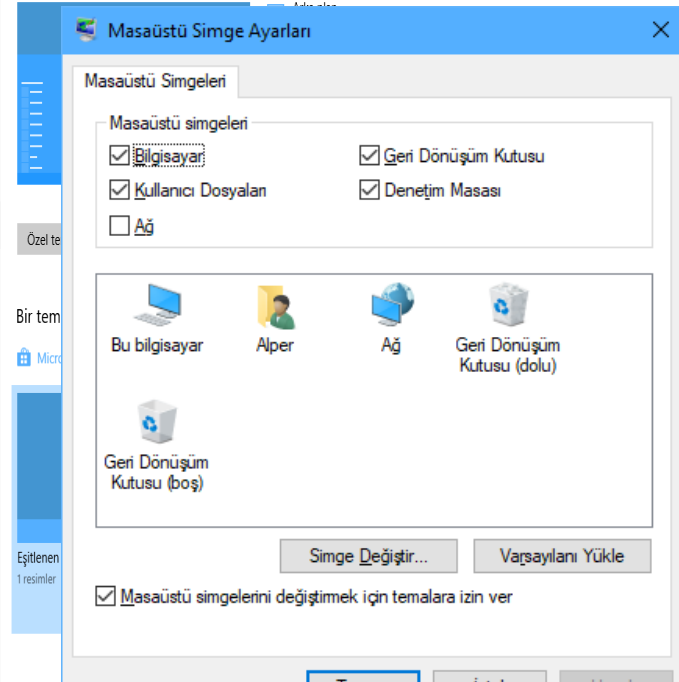 Masaüstü Simge Ayarları
Masaüstü Simgeleri
Masaüstü simgeleri
Bilgisayar
Geri Dönüşüm Kutusu
Kullanıcı Dosyaları
Denetim Masası
Ağ
Özel te
Bir tem
Micro
Bu bilgisayar
Alper
Ağ
Geri Dönüşüm
Kutusu (dolu)
Geri Dönüşüm
Kutusu (boş)
Simge Değiştir...
Varsayılanı Yükle
Eşitlenen
1 resimler
Masaüstü simgelerini değiştirmek için temalara izin ver